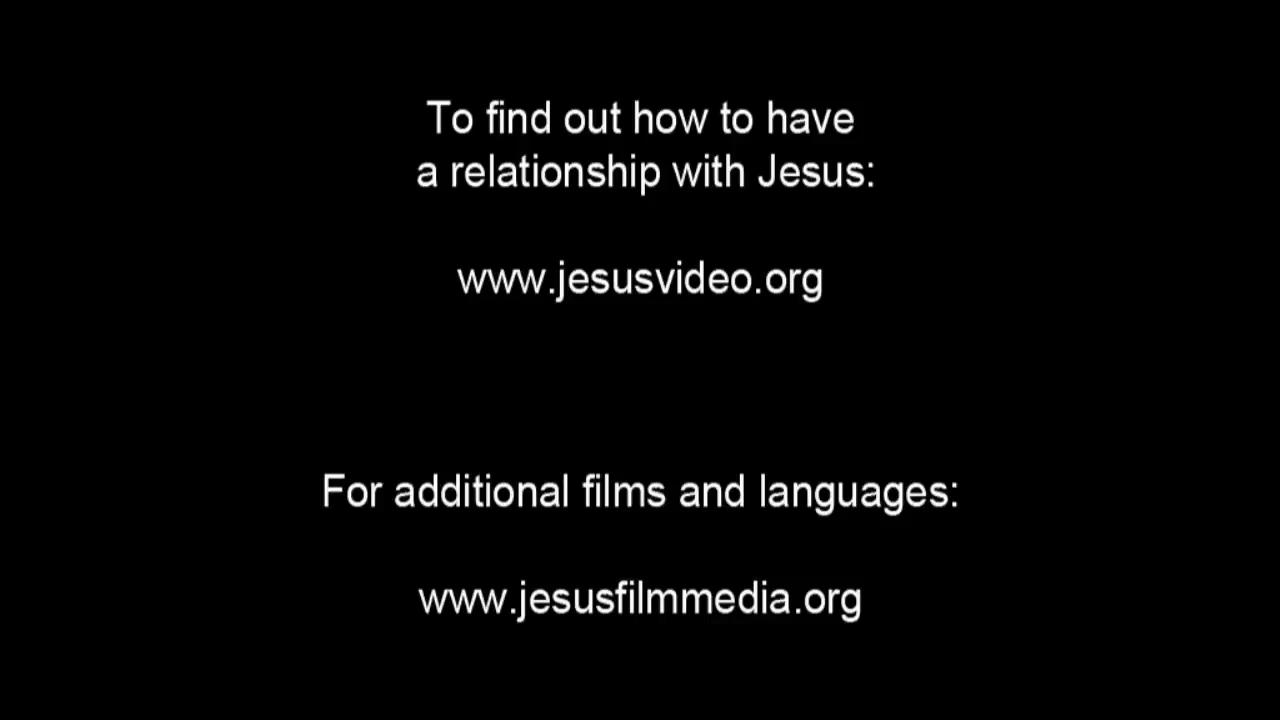 To find out how to have
a relationship with Jesus:
www.jesusvideo.org
For additional films and languages:
www.jesusfilmmedia.org